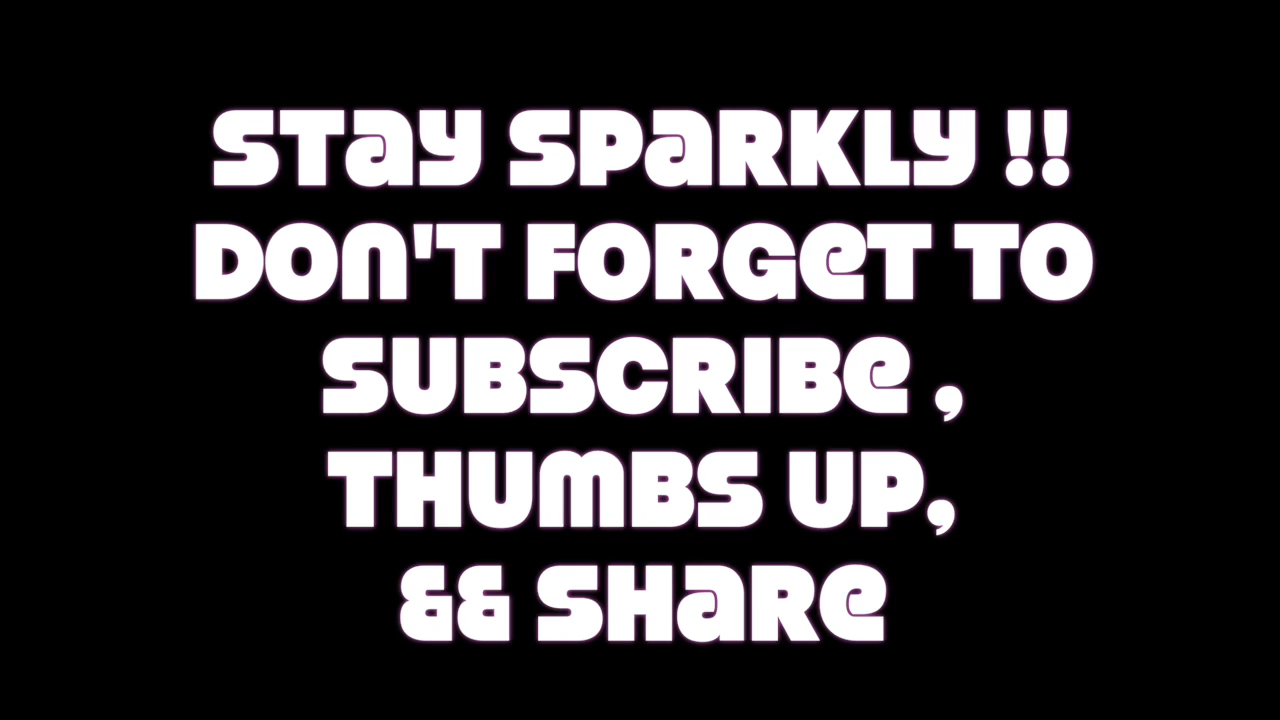 STaY SPaRKLY !!
DOn'T FORGeT TO
SUBSCRIBe ,
THUmBS UP,
&& SHaRe